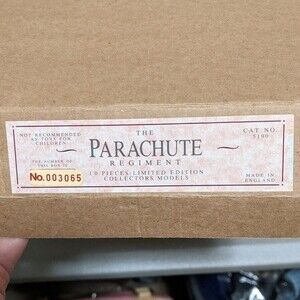 NOT RECOMMENDED
AS TOYS FOR
CHILDREN
THE NUMBER OF
THIS BOX IS
No. 003065
THE
PARACHUTE
REGIMENT
10 PIECES-LIMITED EDITION
COLLECTORS MODELS
CAT NO.
5190
MADE IN
ENGLAND